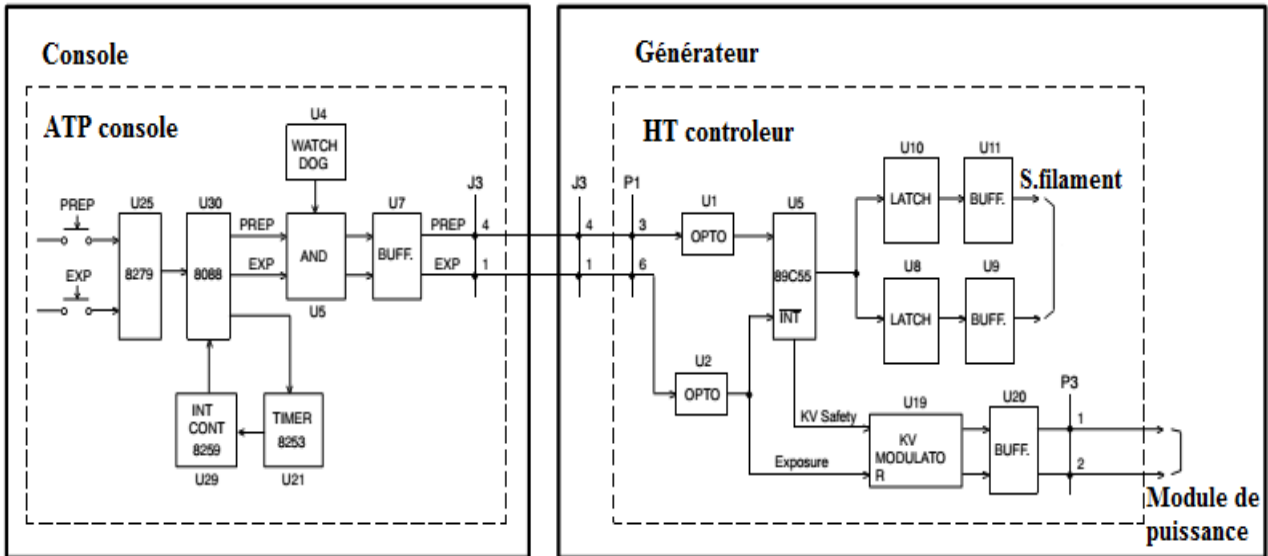 Console
ATP console
PREP
EXP
U25
8279
U30
8088
PREP
EXP
U4
WATCH
DOG
AND
U5
U7
BUFF.
PREP
EXP
J3
4
1
INT
CONT
8259
U29
TIMER
8253
U21
Générateur
HT controleur
J3
4
1
P1
3
6
U1
OPTO
U2
OPTO
U5
89C55
INT
U10
LATCH
U11
BUFF.
S.filament
U8
LATCH
U9
BUFF.
KV Safety
Exposure
U19
KV
MODULATO
R
U20
BUFF.
P3
1
2
Module de
puissance